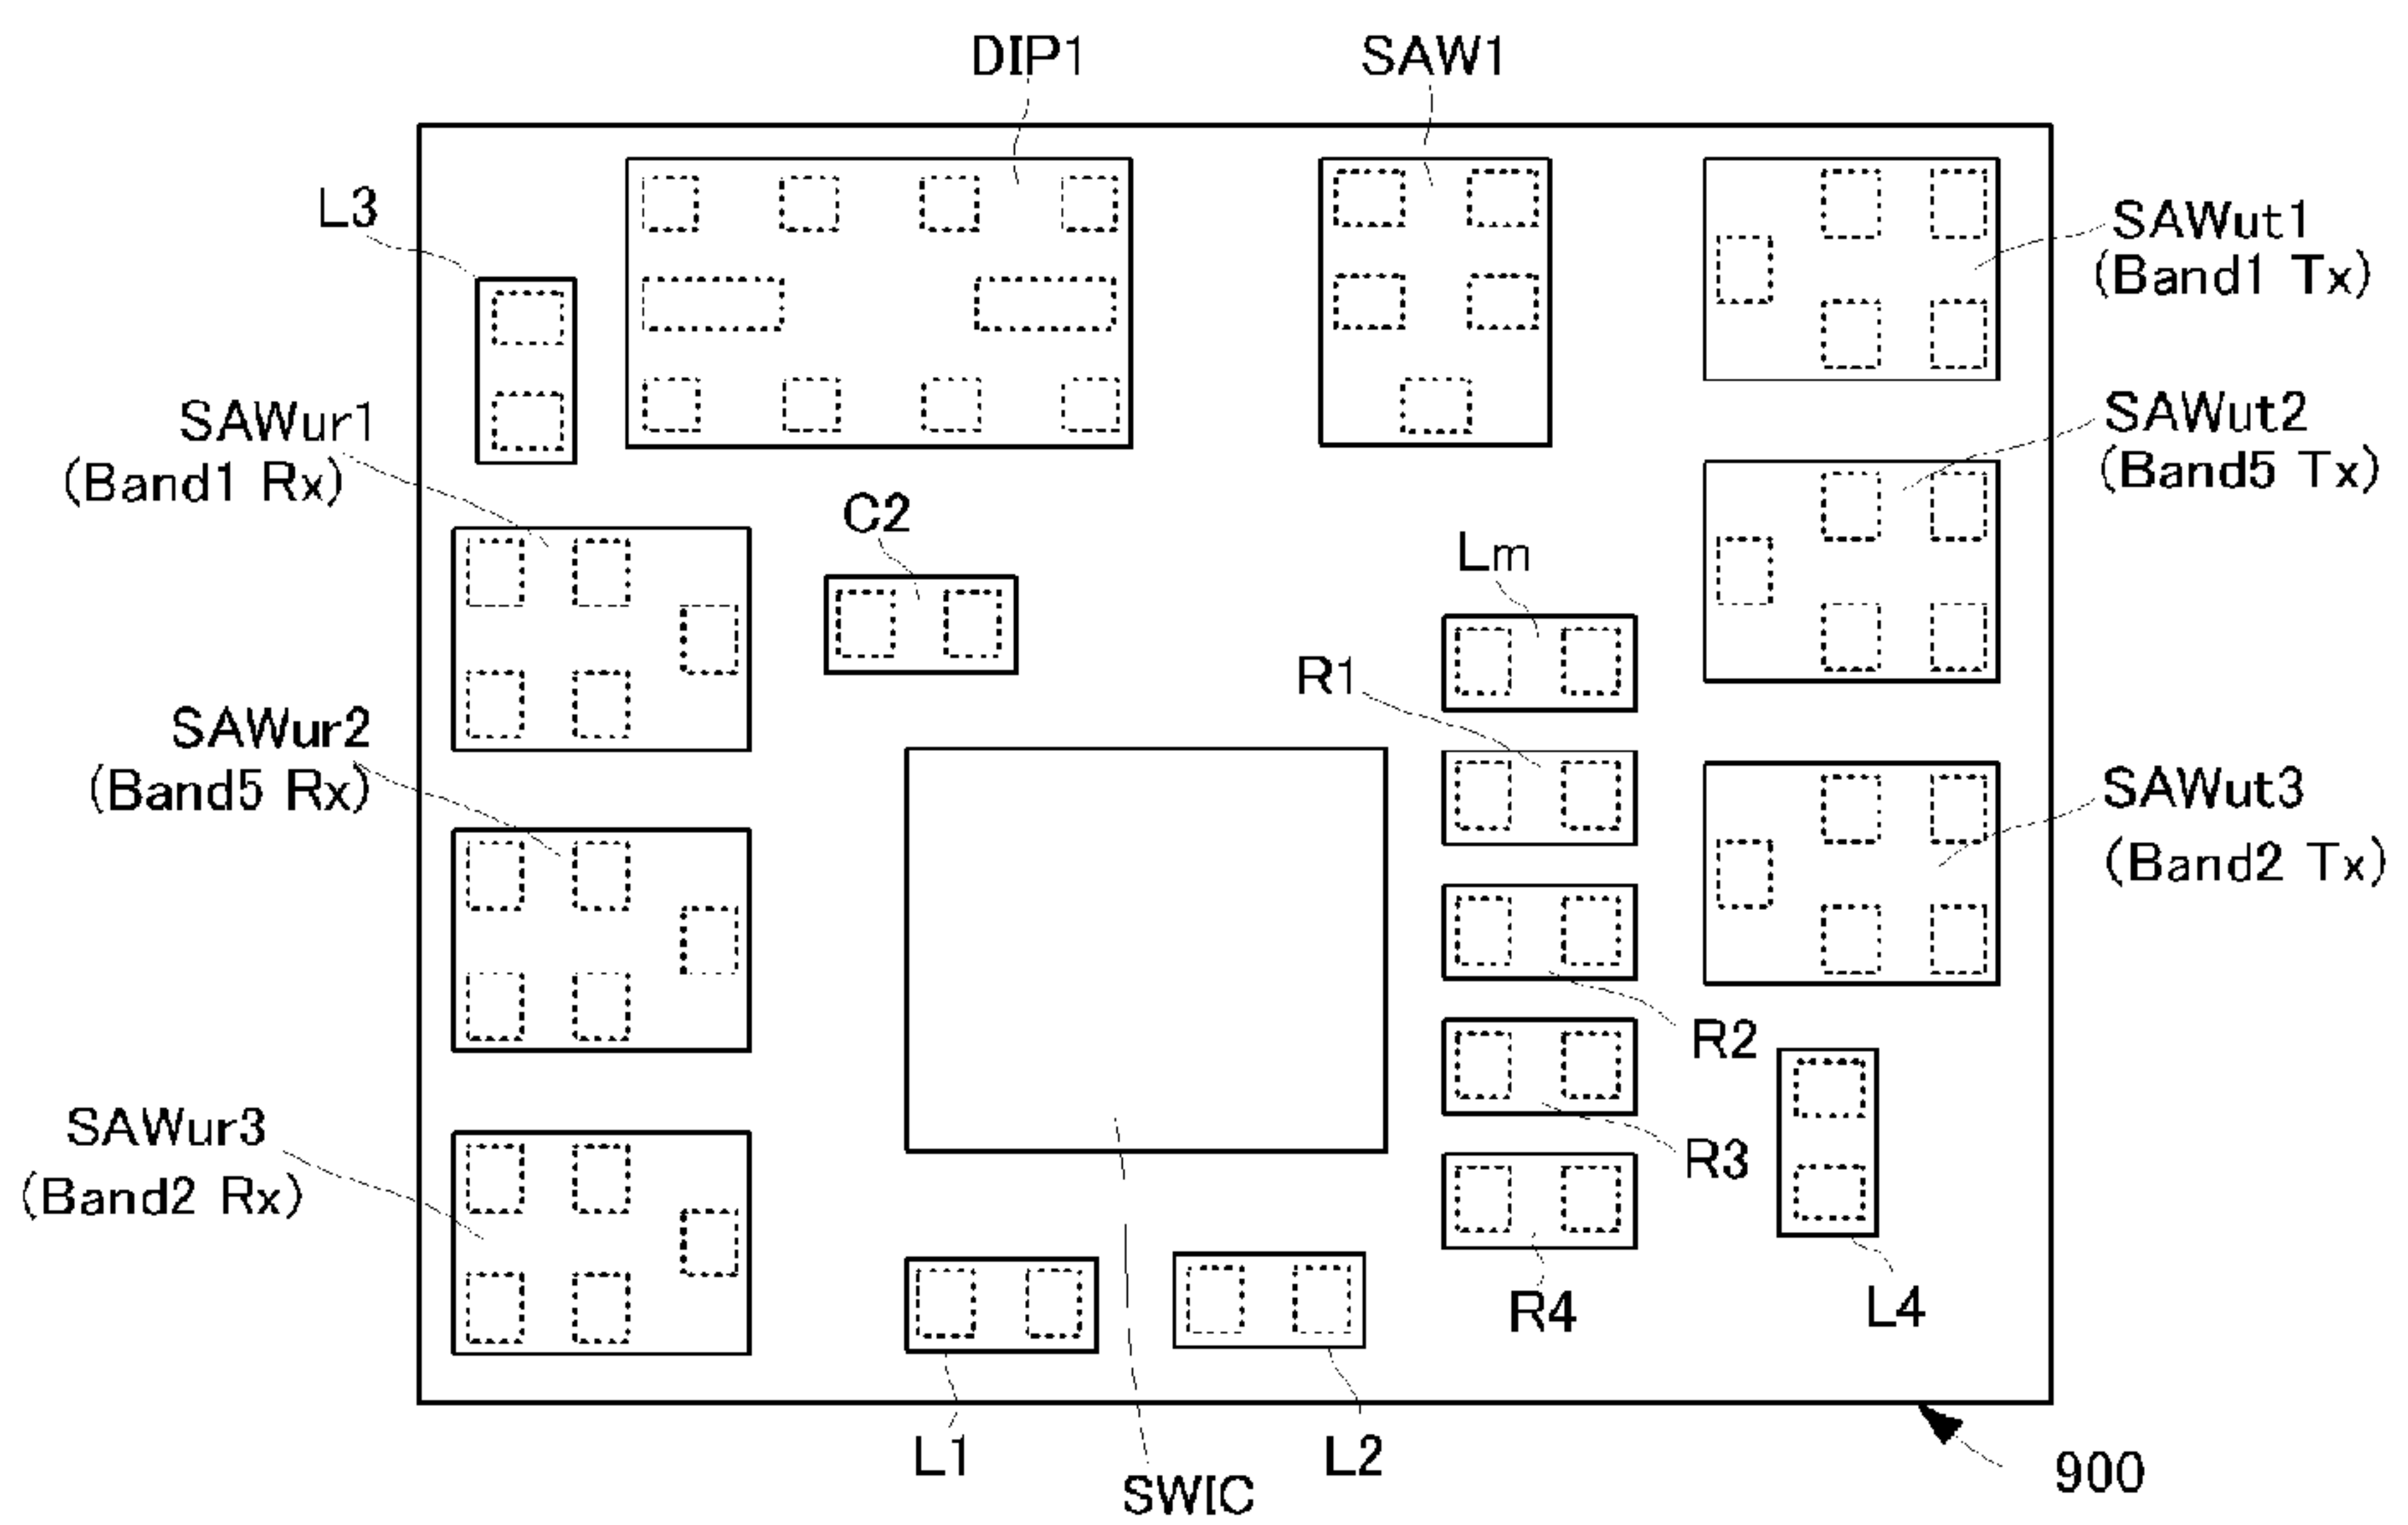 DIP1
SAW1
L3
SAWut1
(Band1 Tx)
SAWur1
(Band1 Rx)
SAWut2
(Band5 Tx)
C2
Lm
R1
SAWur2
(Band5 Rx)
SAWut3
(Band2 Tx)
R2
SAWur3
(Band2 Rx)
R3
R4
L4
L1
L2
SWIC
900